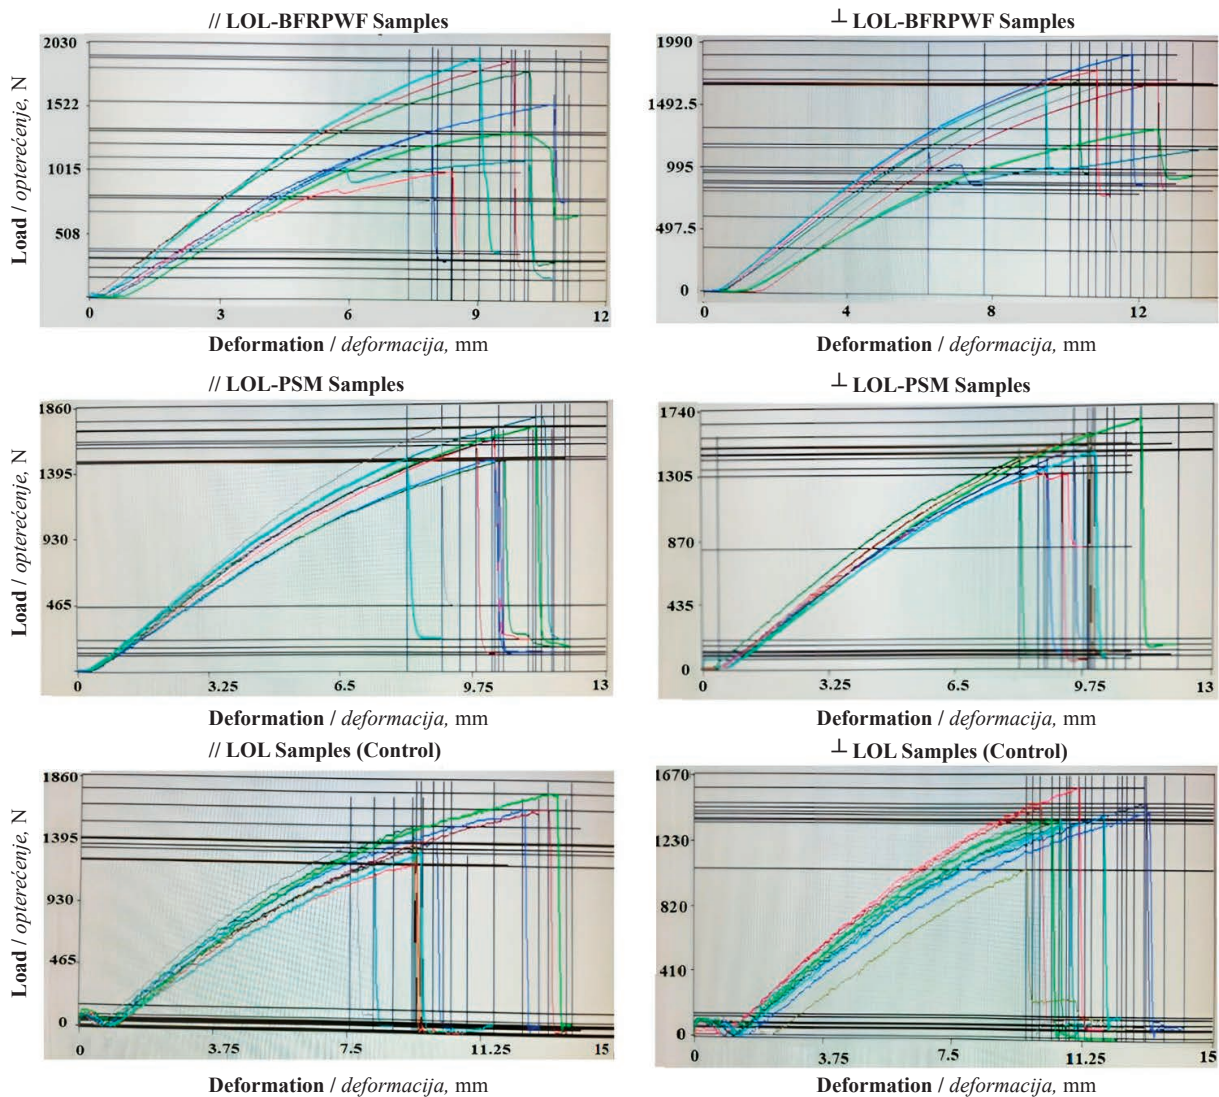 // LOL-BFRPWF Samples
⊥ LOL-BFRPWF Samples
Load / opterećenje, N
2030
1522
1015
508
0
0 3 6 9 12
Deformation / deformacija, mm
1990
1492.5
995
497.5
0
0 4 8 12
Deformation / deformacija, mm
// LOL-PSM Samples
⊥ LOL-PSM Samples
Load / opterećenje, N
1860
1395
930
465
0
0 3.25 6.5 9.75 13
Deformation / deformacija, mm
1740
1305
870
435
0
0 3.25 6.5 9.75 13
Deformation / deformacija, mm
// LOL Samples (Control)
⊥ LOL Samples (Control)
Load / opterećenje, N
1860
1395
930
465
0
0 3.75 7.5 11.25 15
Deformation / deformacija, mm
1670
1230
820
410
0
0 3.75 7.5 11.25 15
Deformation / deformacija, mm